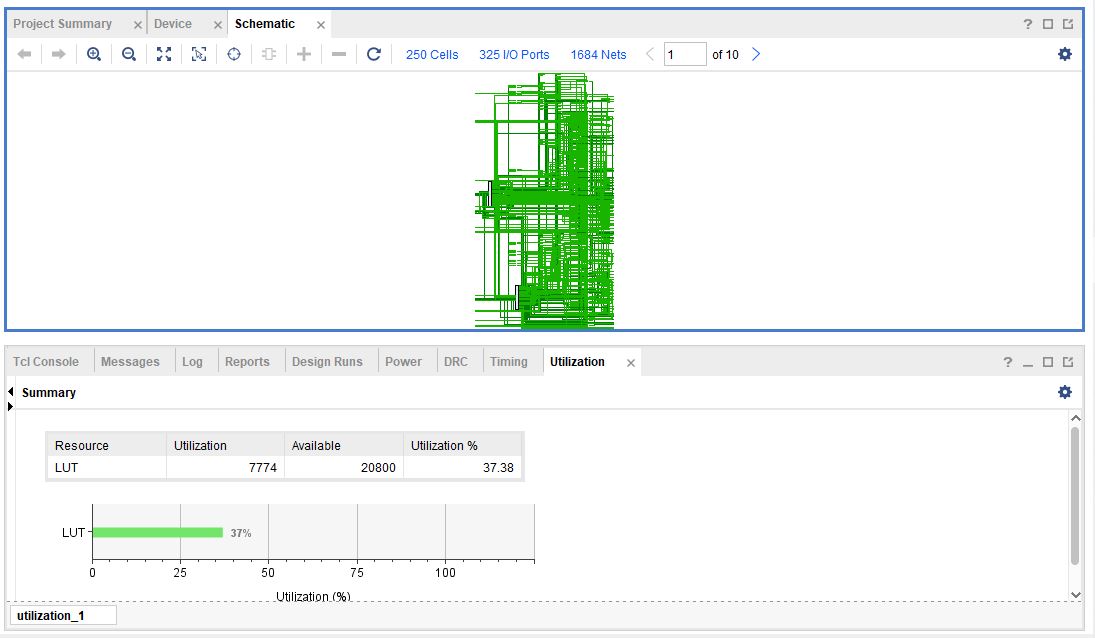 Project Summary × Device × Schematic ×
250 Cells 325 I/O Ports 1684 Nets 1 of 10
Tcl Console Messages Log Reports Design Runs Power DRC Timing Utilization ×
Summary
Resource Utilization Available Utilization %
LUT 7774 20800 37.38
LUT 37%
0 25 50 75 100
Utilization (%)
utilization_1